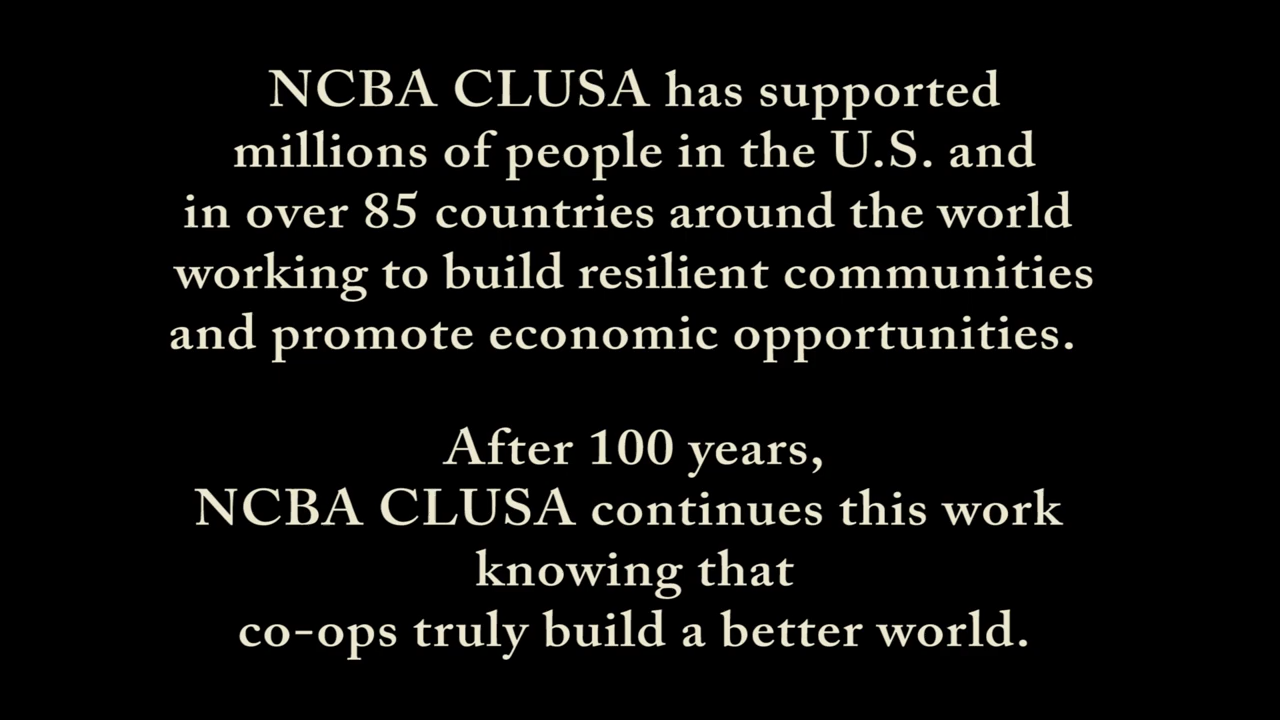 NCBA CLUSA has supported
millions of people in the U.S. and
in over 85 countries around the world
working to build resilient communities
and promote economic opportunities.
After 100 years,
NCBA CLUSA continues this work
knowing that
co-ops truly build a better world.